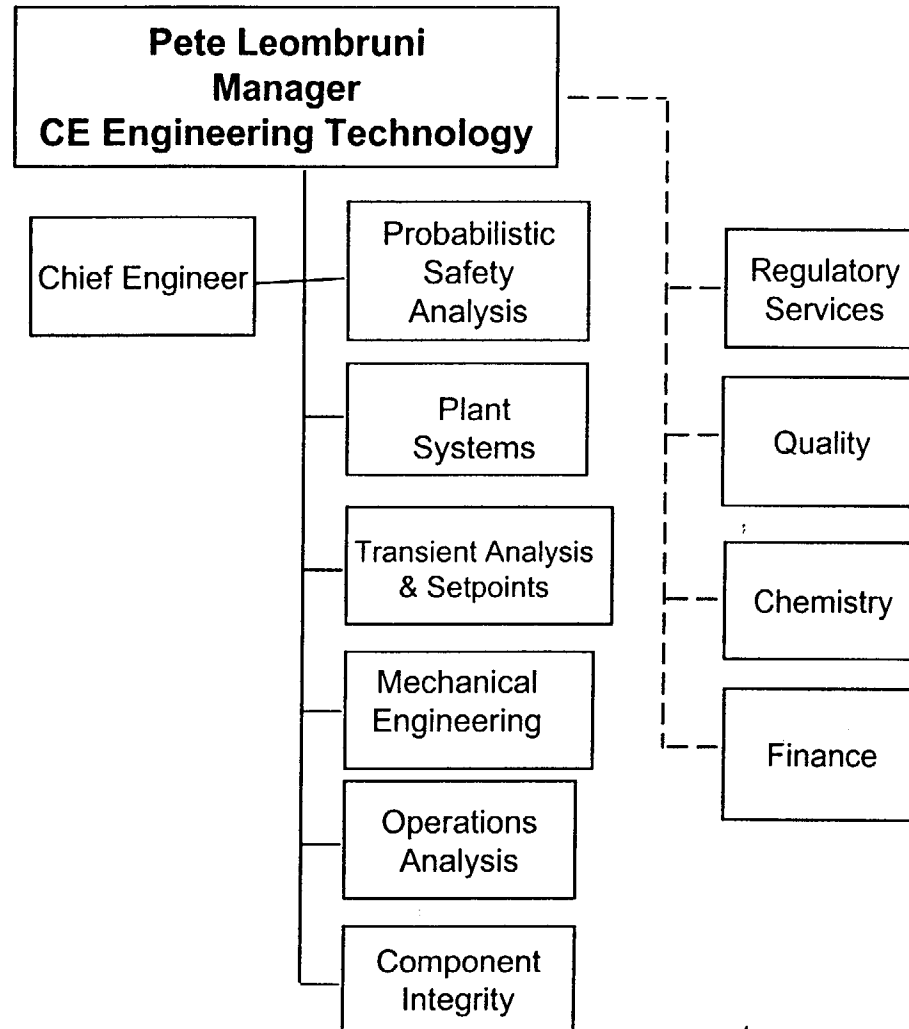 Pete Leombruni
Manager
CE Engineering Technology
Chief Engineer
Probabilistic
Safety
Analysis
Plant
Systems
Transient Analysis
& Setpoints
Mechanical
Engineering
Operations
Analysis
Component
Integrity
Regulatory
Services
Quality
Chemistry
Finance